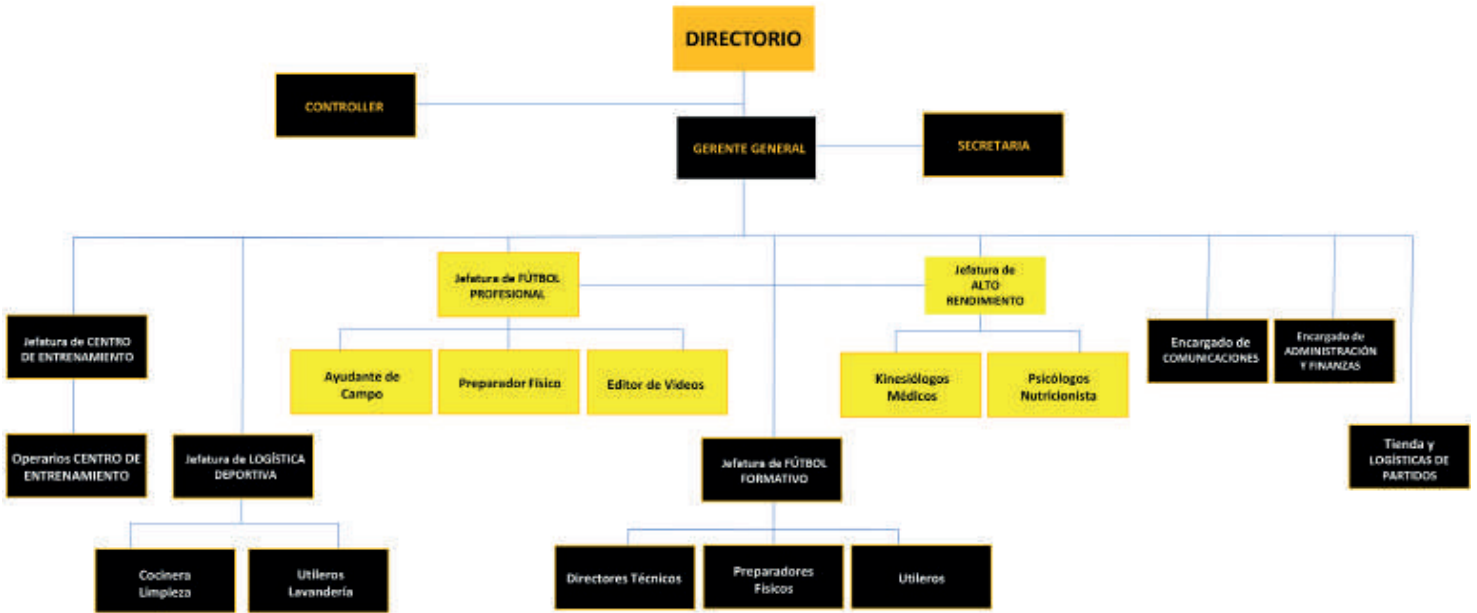 DIRECTORIO
CONTROLLER
GERENTE GENERAL
SECRETARIA
Jefatura de FÚTBOL
PROFESIONAL
Jefatura de
ALTO
RENDIMIENTO
Jefatura de CENTRO
DE ENTRENAMIENTO
Encargado de
COMUNICACIONES
Encargado de
ADMINISTRACIÓN
Y FINANZAS
Ayudante de
Campo
Preparador Físico
Editor de Videos
Kinesiólogos
Médicos
Psicólogos
Nutricionista
Operarios CENTRO DE
ENTRENAMIENTO
Jefatura de LOGÍSTICA
DEPORTIVA
Jefatura de FÚTBOL
FORMATIVO
Tienda y
LOGÍSTICAS DE
PARTIDOS
Cocinera
Limpieza
Utileros
Lavandería
Directores Técnicos
Preparadores
Físicos
Utileros